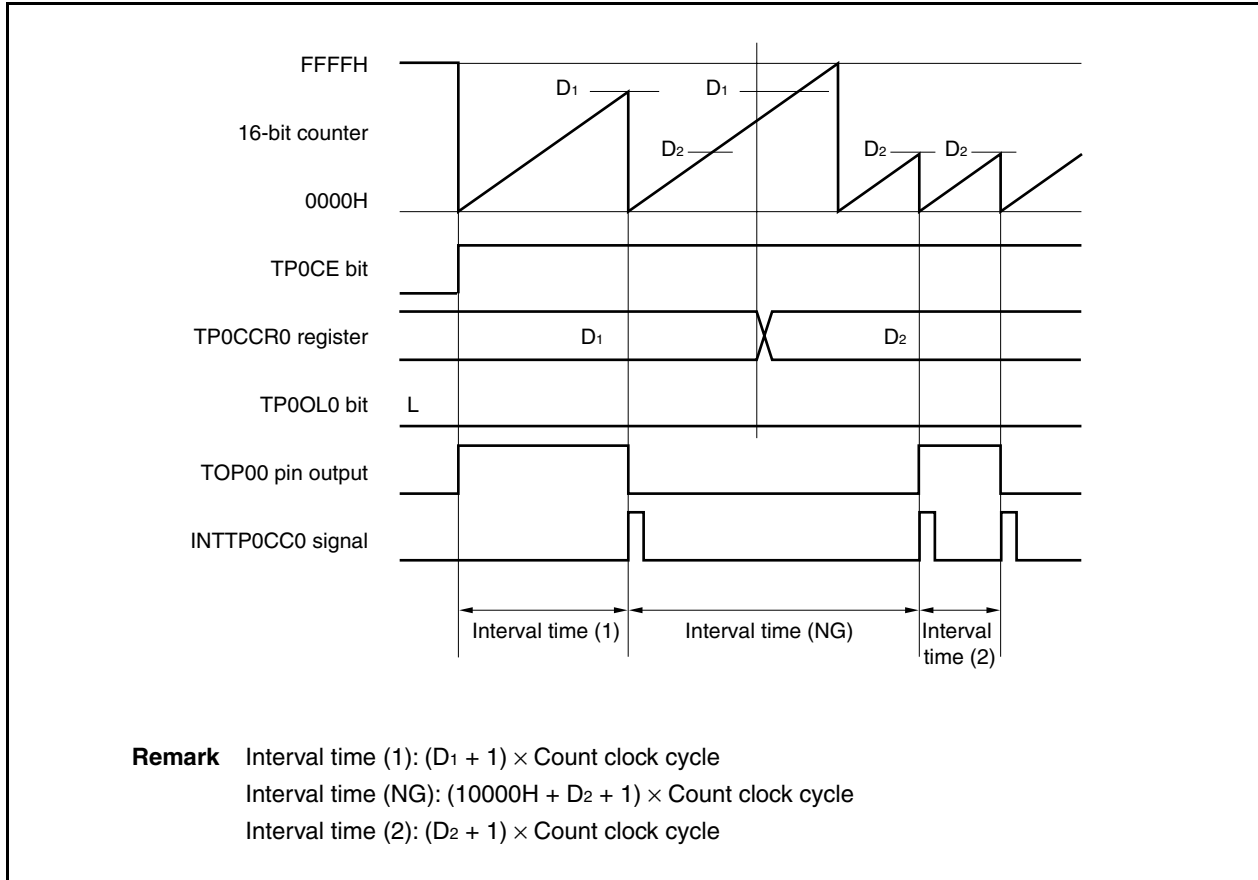 FFFFH
D1
D1
16-bit counter
D2
D2
D2
0000H
TP0CE bit
TP0CCR0 register
D1
D2
TP0OL0 bit
L
TOP00 pin output
INTTP0CC0 signal
Interval time (1)
Interval time (NG)
Interval
time (2)
Remark Interval time (1): (D1 + 1) × Count clock cycle
Interval time (NG): (10000H + D2 + 1) × Count clock cycle
Interval time (2): (D2 + 1) × Count clock cycle